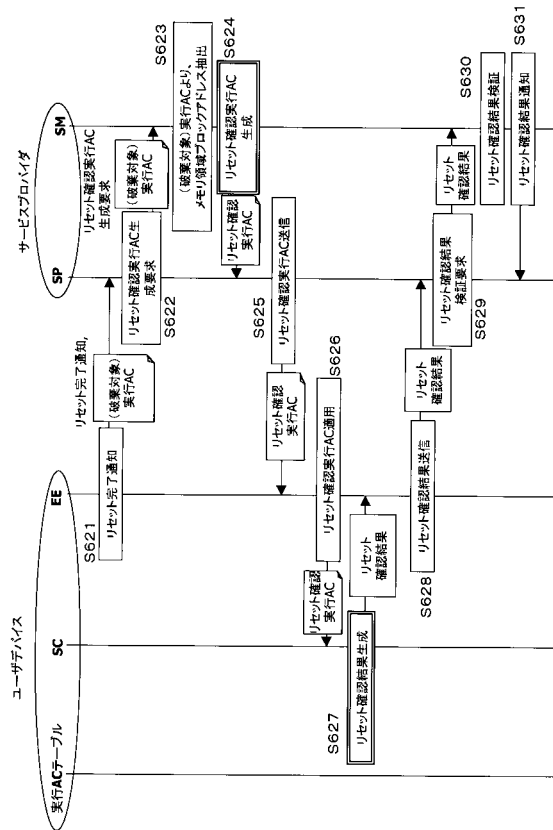 ユーザデバイス
サービスプロバイダ
実行ACテーブル
SC
EE
SP
SM
S621
リセット完了通知
リセット完了通知,
(破棄対象)
実行AC
リセット確認実行AC生
成要求
S622
リセット確認実行AC
生成要求
(破棄対象)
実行AC
S623
(破棄対象)実行ACより、
メモリ領域ブロックアドレス抽出
S624
リセット確認実行AC
生成
リセット確認
実行AC
S625
リセット確認実行AC送信
リセット確認
実行AC
S626
リセット確認実行AC適用
リセット確認
実行AC
S627
リセット確認結果生成
リセット
確認結果
S628
リセット確認結果送信
リセット
確認結果
S629
リセット確認結果
検証要求
リセット
確認結果
S630
リセット確認結果検証
S631
リセット確認結果通知